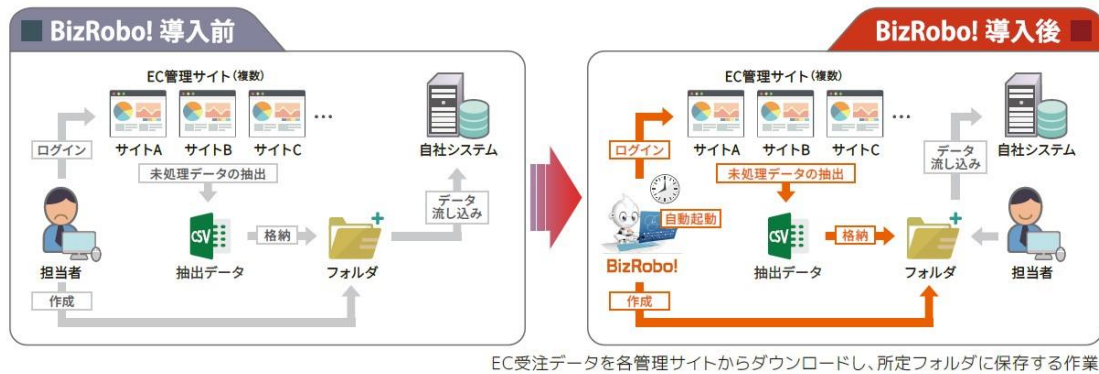 BizRobo! 導入前
EC管理サイト(複数)
サイトA サイトB サイトC …
自社システム
ログイン
未処理データの抽出
データ
流し込み
CSV
格納
担当者
抽出データ
フォルダ
作成
BizRobo! 導入後
EC管理サイト(複数)
サイトA サイトB サイトC …
自社システム
ログイン
未処理データの抽出
データ
流し込み
自動起動
CSV
格納
BizRobo!
抽出データ
フォルダ
担当者
作成
EC受注データを各管理サイトからダウンロードし、所定フォルダに保存する作業